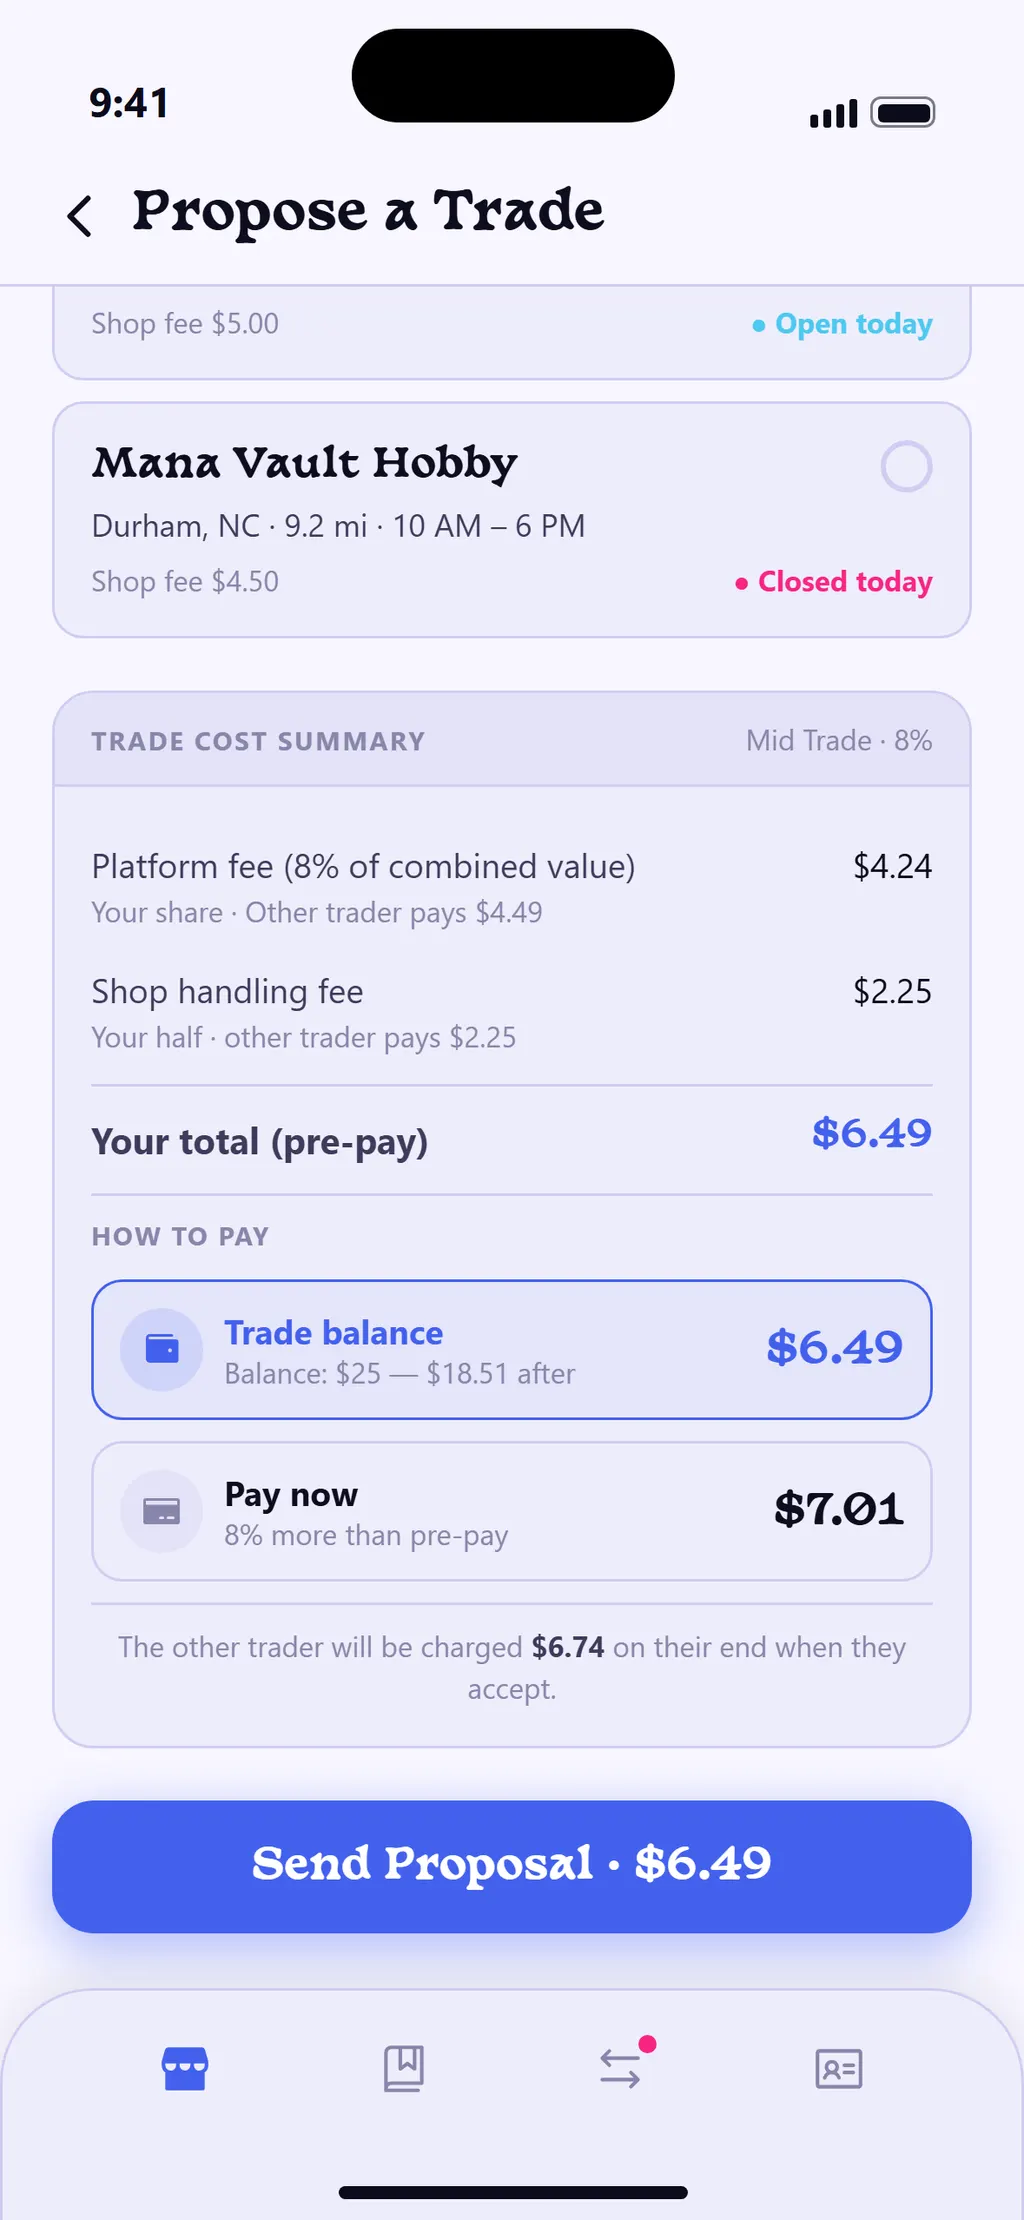 9:41
Propose a Trade
Shop fee $5.00
Open today
Mana Vault Hobby
Durham, NC · 9.2 mi · 10 AM – 6 PM
Shop fee $4.50
Closed today
TRADE COST SUMMARY
Mid Trade · 8%
Platform fee (8% of combined value)
$4.24
Your share · Other trader pays $4.49
Shop handling fee
$2.25
Your half · other trader pays $2.25
Your total (pre-pay)
$6.49
HOW TO PAY
Trade balance
Balance: $25 — $18.51 after
$6.49
Pay now
8% more than pre-pay
$7.01
The other trader will be charged $6.74 on their end when they
accept.
Send Proposal · $6.49